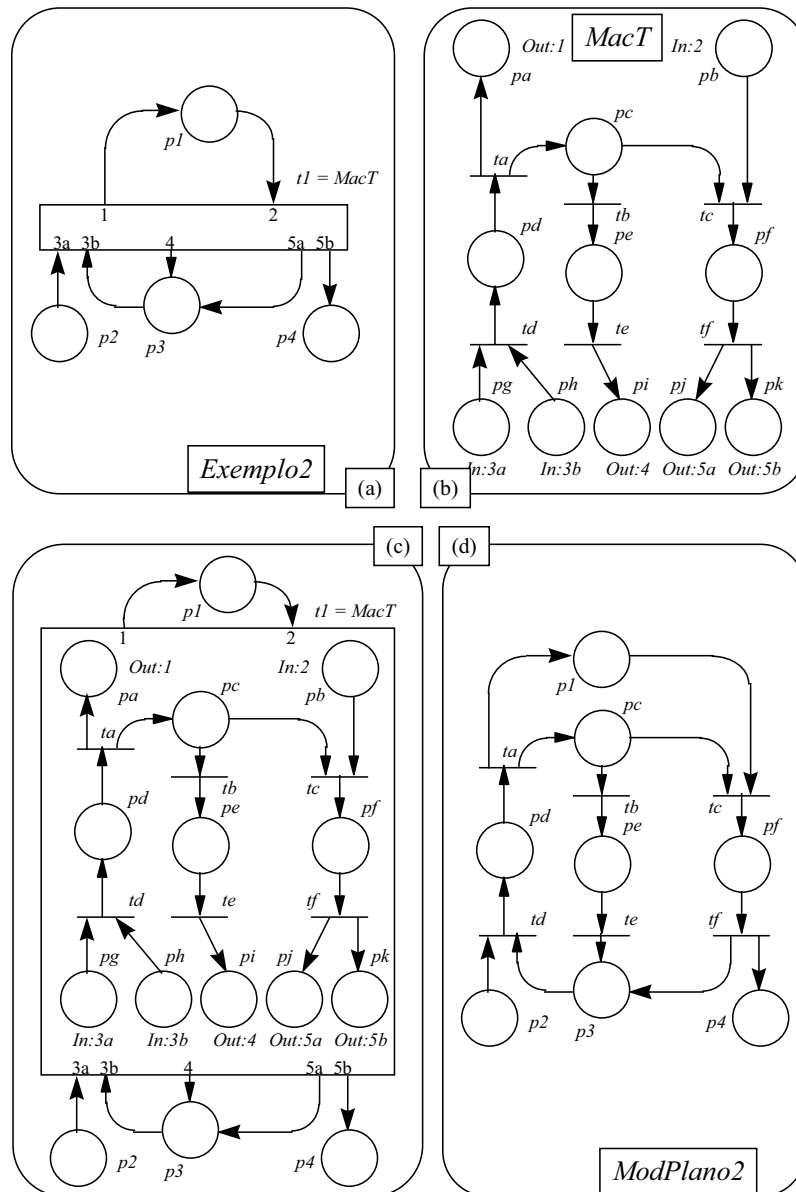 p1
t1 = MacT
1
2
3a
3b
4
5a
5b
p2
p3
p4
Exemplo2
(a)
Out:1
MacT
In:2
pa
pb
pc
ta
tb
tc
pd
pe
pf
td
te
tf
pg
ph
pi
pj
pk
In:3a
In:3b
Out:4
Out:5a
Out:5b
(b)
(c)
p1
t1 = MacT
1
2
Out:1
In:2
pa
pc
pb
ta
tb
tc
pd
pe
pf
td
te
tf
pg
ph
pi
pj
pk
In:3a
In:3b
Out:4
Out:5a
Out:5b
3a
3b
4
5a
5b
p2
p3
p4
(d)
p1
pc
ta
tb
tc
pd
pe
pf
td
te
tf
p2
p3
p4
ModPlano2